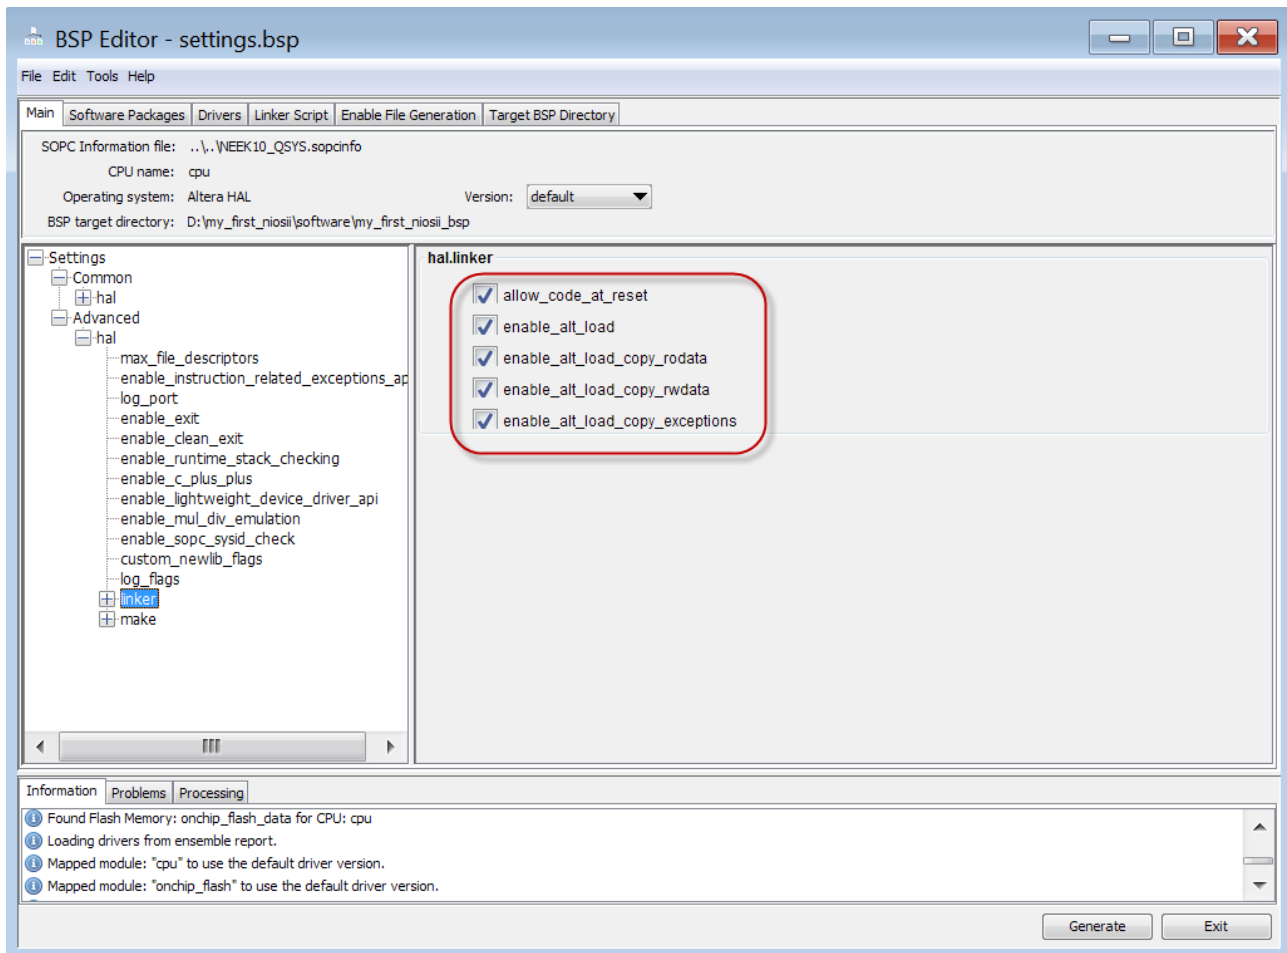 BSP Editor - settings.bsp
File Edit Tools Help
Main Software Packages Drivers Linker Script Enable File Generation Target BSP Directory
SOPC Information file: ..\..\NEEK10_QSYS.sopcinfo
CPU name: cpu
Operating system: Altera HAL Version: default
BSP target directory: D:\my_first_niosii\software\my_first_niosii_bsp
Settings
Common
hal
Advanced
hal
max_file_descriptors
enable_instruction_related_exceptions_ap
log_port
enable_exit
enable_clean_exit
enable_runtime_stack_checking
enable_c_plus_plus
enable_lightweight_device_driver_api
enable_mul_div_emulation
enable_sopc_sysid_check
custom_newlib_flags
log_flags
linker
make
hal.linker
allow_code_at_reset
enable_alt_load
enable_alt_load_copy_rodata
enable_alt_load_copy_rwdata
enable_alt_load_copy_exceptions
Information Problems Processing
Found Flash Memory: onchip_flash_data for CPU: cpu
Loading drivers from ensemble report.
Mapped module: "cpu" to use the default driver version.
Mapped module: "onchip_flash" to use the default driver version.
Generate Exit